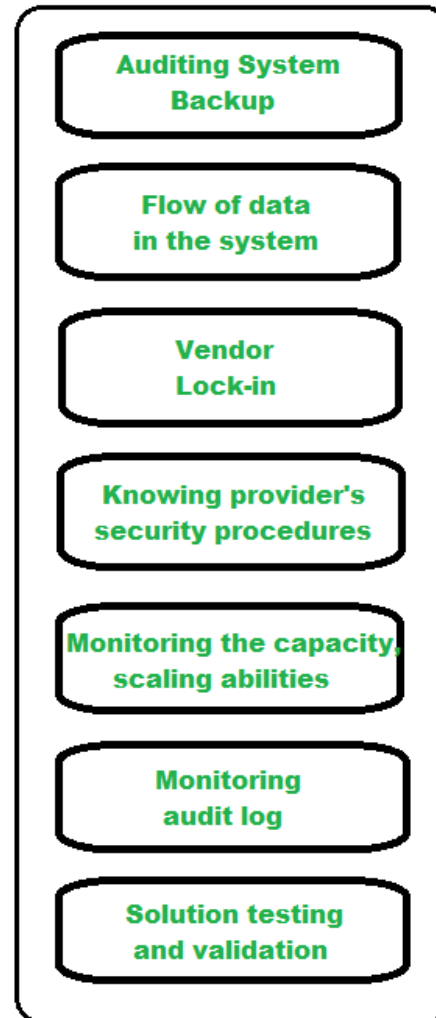 Auditing System
Backup
Flow of data
in the system
Vendor
Lock-in
Knowing provider's
security procedures
Monitoring the capacity,
scaling abilities
Monitoring
audit log
Solution testing
and validation